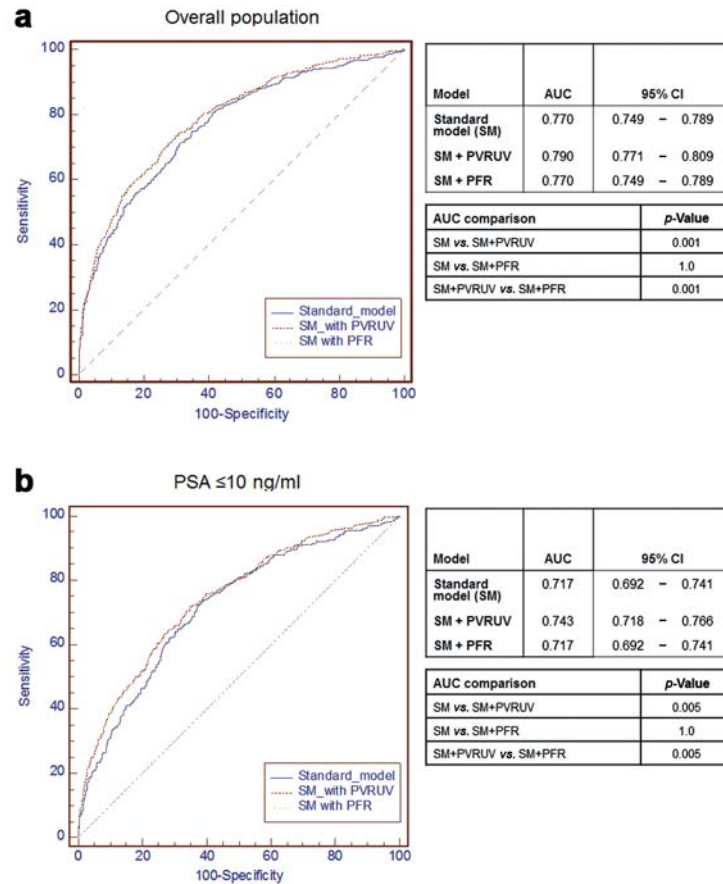 a
Overall population
100
80
60
40
20
0
Sensitivity
0 20 40 60 80 100
100-Specificity
Standard_model
SM_with PVRUV
SM with PFR
Model AUC 95% CI
Standard
model (SM) 0.770 0.749 – 0.789
SM + PVRUV 0.790 0.771 – 0.809
SM + PFR 0.770 0.749 – 0.789
AUC comparison p-Value
SM vs. SM+PVRUV 0.001
SM vs. SM+PFR 1.0
SM+PVRUV vs. SM+PFR 0.001
b
PSA ≤10 ng/ml
100
80
60
40
20
0
Sensitivity
0 20 40 60 80 100
100-Specificity
Standard_model
SM_with PVRUV
SM with PFR
Model AUC 95% CI
Standard
model (SM) 0.717 0.692 – 0.741
SM + PVRUV 0.743 0.718 – 0.766
SM + PFR 0.717 0.692 – 0.741
AUC comparison p-Value
SM vs. SM+PVRUV 0.005
SM vs. SM+PFR 1.0
SM+PVRUV vs. SM+PFR 0.005